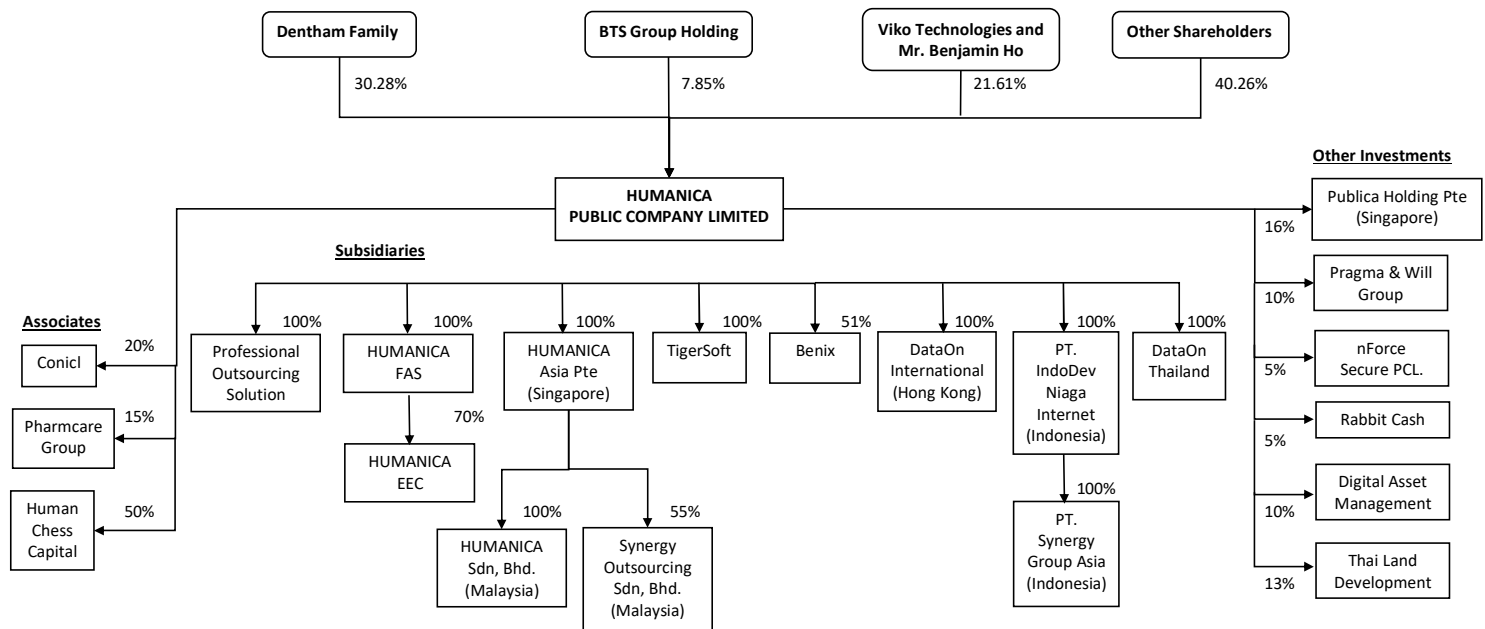 Dentham Family
BTS Group Holding
Viko Technologies and
Mr. Benjamin Ho
Other Shareholders
30.28%
7.85%
21.61%
40.26%
HUMANICA
PUBLIC COMPANY LIMITED
Other Investments
Publica Holding Pte
(Singapore)
16%
Pragma & Will
Group
10%
nForce
Secure PCL.
5%
Rabbit Cash
5%
Digital Asset
Management
10%
Thai Land
Development
13%
Subsidiaries
100%
Professional
Outsourcing
Solution
100%
HUMANICA
FAS
70%
HUMANICA
EEC
100%
HUMANICA
Asia Pte
(Singapore)
100%
HUMANICA
Sdn, Bhd.
(Malaysia)
55%
Synergy
Outsourcing
Sdn, Bhd.
(Malaysia)
100%
TigerSoft
51%
Benix
100%
DataOn
International
(Hong Kong)
100%
PT.
IndoDev
Niaga
Internet
(Indonesia)
100%
PT.
Synergy
Group Asia
(Indonesia)
100%
DataOn
Thailand
Associates
20%
Conicl
15%
Pharmcare
Group
50%
Human
Chess
Capital